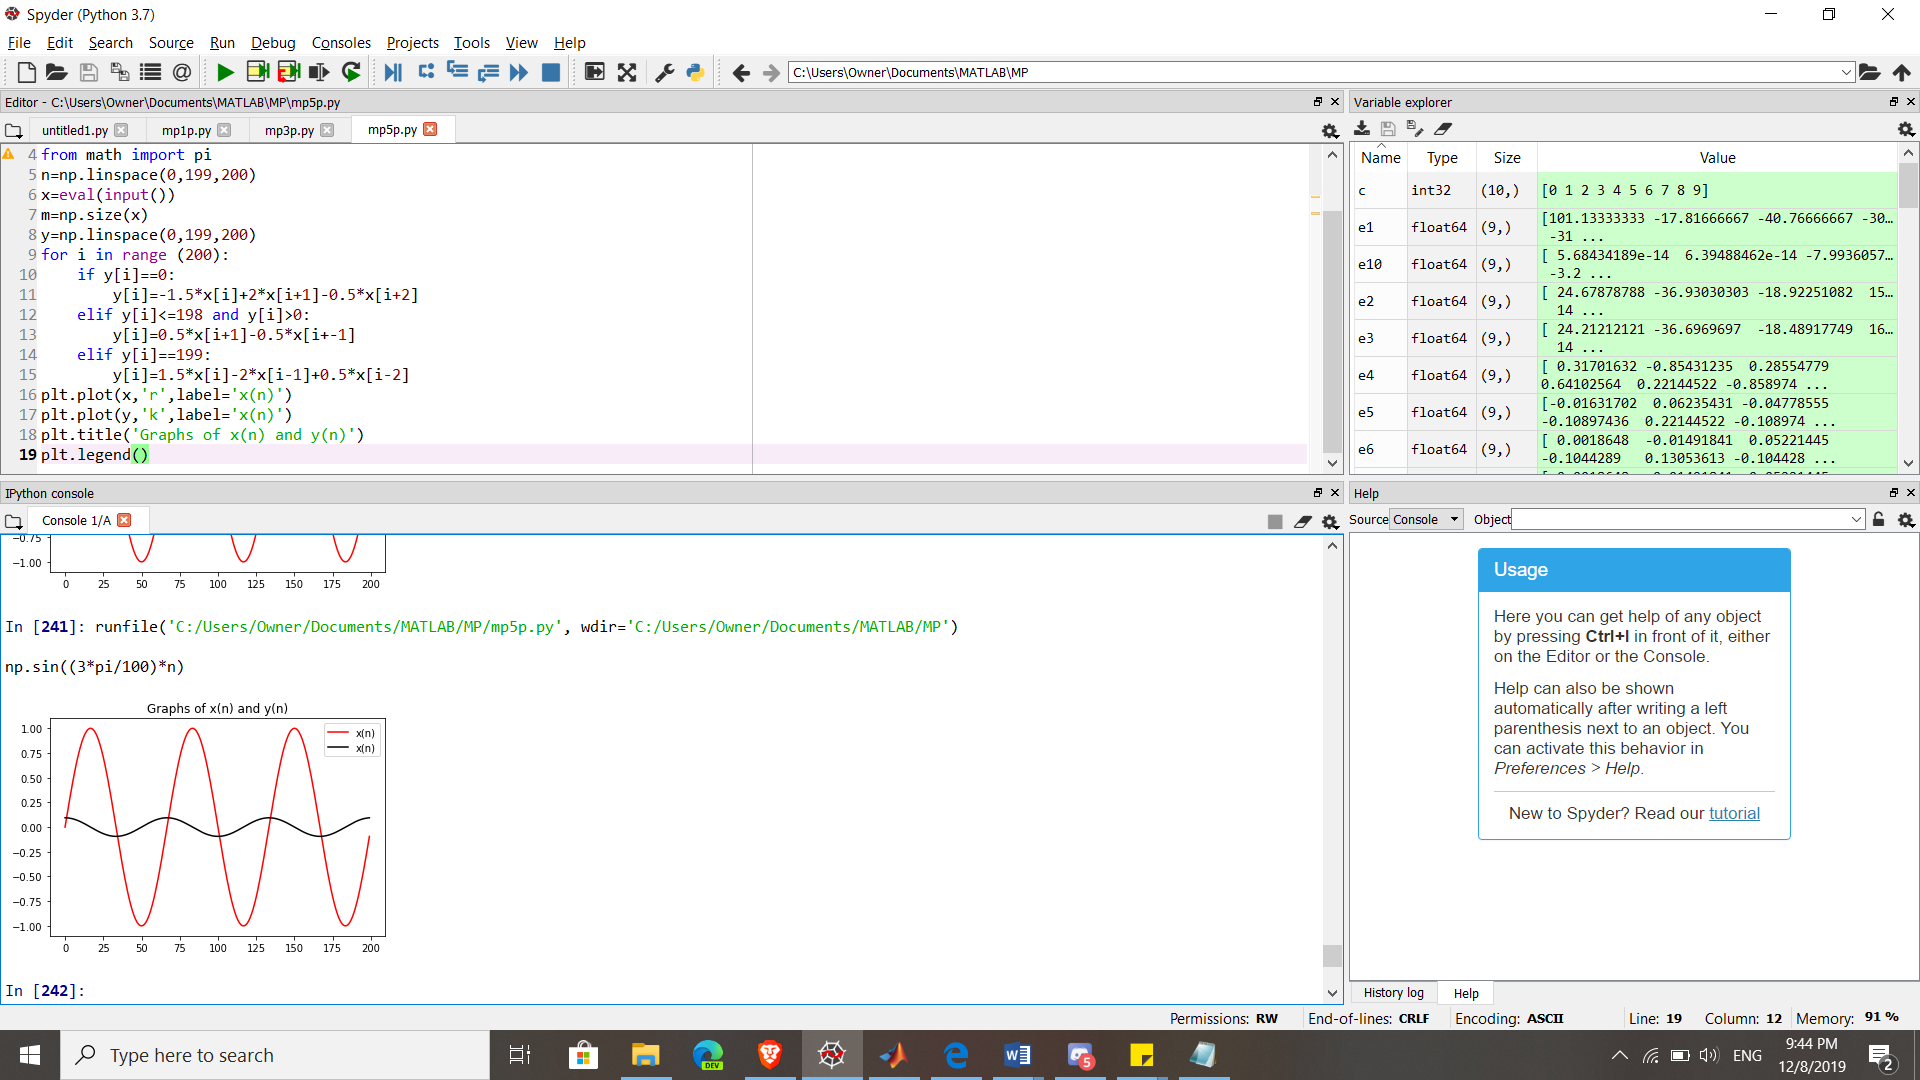 Spyder (Python 3.7)
File Edit Search Source Run Debug Consoles Projects Tools View Help
C:\Users\Owner\Documents\MATLAB\MP
Editor - C:\Users\Owner\Documents\MATLAB\MP\mp5p.py
untitled1.py mp1p.py mp3p.py mp5p.py
4 from math import pi
5 n=np.linspace(0,199,200)
6 x=eval(input())
7 m=np.size(x)
8 y=np.linspace(0,199,200)
9 for i in range (200):
10     if y[i]==0:
11         y[i]=-1.5*x[i]+2*x[i+1]-0.5*x[i+2]
12     elif y[i]<=198 and y[i]>0:
13         y[i]=0.5*x[i+1]-0.5*x[i+-1]
14     elif y[i]==199:
15         y[i]=1.5*x[i]-2*x[i-1]+0.5*x[i-2]
16 plt.plot(x,'r',label='x(n)')
17 plt.plot(y,'k',label='x(n)')
18 plt.title('Graphs of x(n) and y(n)')
19 plt.legend()
Variable explorer
Name Type Size Value
c int32 (10,) [0 1 2 3 4 5 6 7 8 9]
e1 float64 (9,) [101.13333333 -17.81666667 -40.76666667 -30…
-31 ...
e10 float64 (9,) [ 5.68434189e-14 6.39488462e-14 -7.9936057…
-3.2 ...
e2 float64 (9,) [ 24.67878788 -36.93030303 -18.92251082 15…
14 ...
e3 float64 (9,) [ 24.21212121 -36.6969697 -18.48917749 16…
14 ...
e4 float64 (9,) [ 0.31701632 -0.85431235 0.28554779
0.64102564 0.22144522 -0.858974 ...
e5 float64 (9,) [-0.01631702 0.06235431 -0.04778555
-0.10897436 0.22144522 -0.108974 ...
e6 float64 (9,) [ 0.0018648 -0.01491841 0.05221445
-0.1044289 0.13053613 -0.104428 ...
IPython console
Console 1/A
-0.75
-1.00
0 25 50 75 100 125 150 175 200
In [241]: runfile('C:/Users/Owner/Documents/MATLAB/MP/mp5p.py', wdir='C:/Users/Owner/Documents/MATLAB/MP')
np.sin((3*pi/100)*n)
Graphs of x(n) and y(n)
x(n)
x(n)
1.00
0.75
0.50
0.25
0.00
-0.25
-0.50
-0.75
-1.00
0 25 50 75 100 125 150 175 200
In [242]:
Help
Source Console Object
Usage
Here you can get help of any object
by pressing Ctrl+I in front of it, either
on the Editor or the Console.
Help can also be shown
automatically after writing a left
parenthesis next to an object. You
can activate this behavior in
Preferences > Help.
New to Spyder? Read our tutorial
History log Help
Permissions: RW End-of-lines: CRLF Encoding: ASCII Line: 19 Column: 12 Memory: 91 %
Type here to search
DEV
5
ENG
9:44 PM
12/8/2019
2